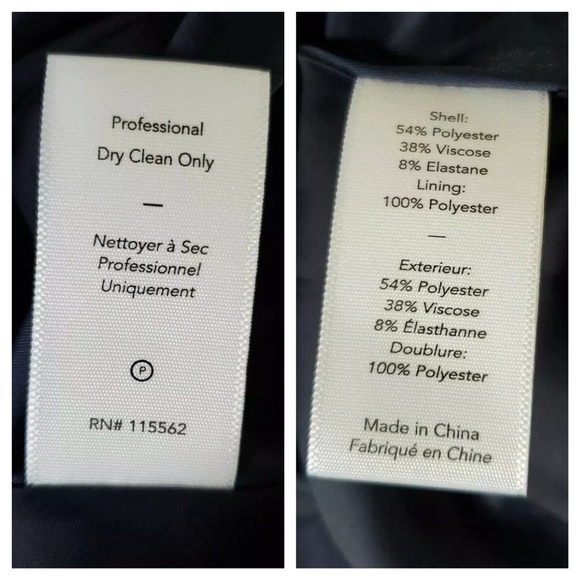 Professional
Dry Clean Only
—
Nettoyer à Sec
Professionnel
Uniquement
P
RN# 115562
Shell:
54% Polyester
38% Viscose
8% Elastane
Lining:
100% Polyester
—
Exterieur:
54% Polyester
38% Viscose
8% Élasthanne
Doublure:
100% Polyester
Made in China
Fabriqué en Chine